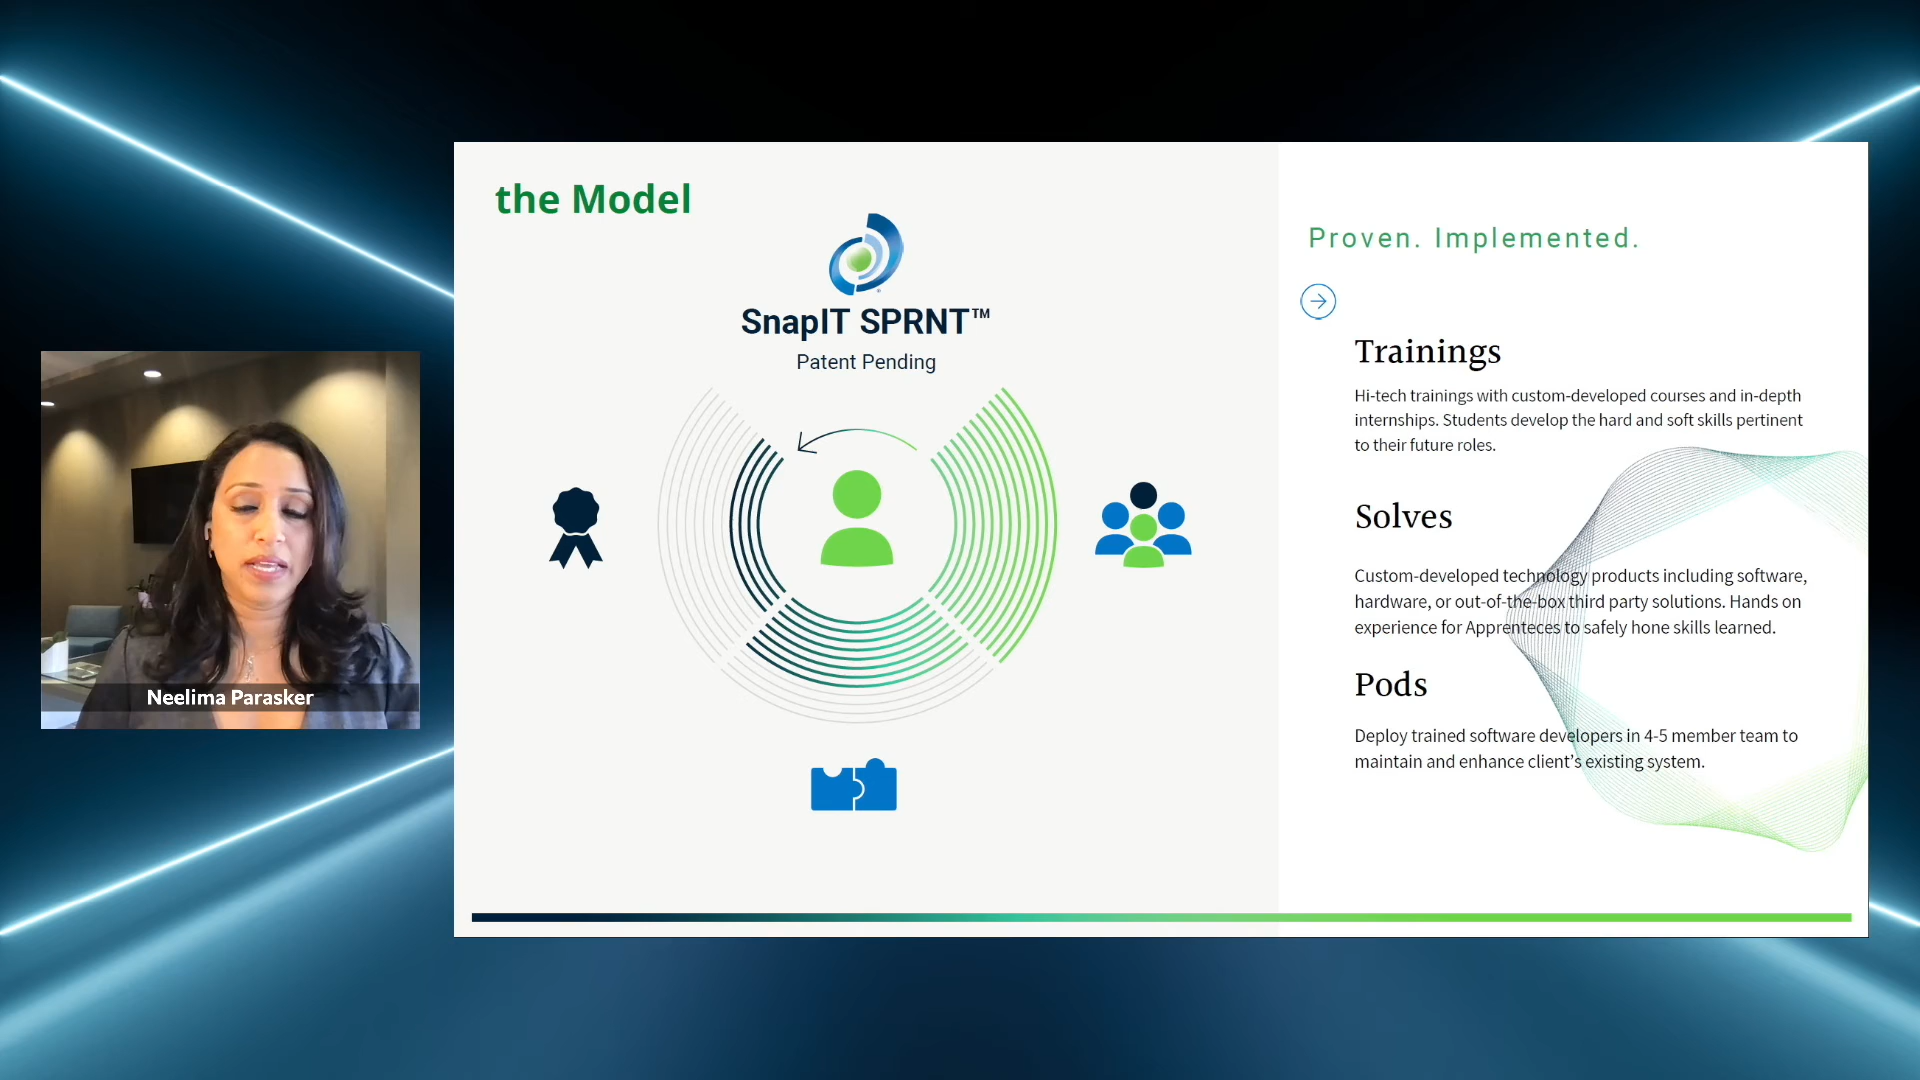 the Model
SnapIT SPRNT™
Patent Pending
Neelima Parasker
Proven. Implemented.
Trainings
Hi-tech trainings with custom-developed courses and in-depth
internships. Students develop the hard and soft skills pertinent
to their future roles.
Solves
Custom-developed technology products including software,
hardware, or out-of-the-box third party solutions. Hands on
experience for Apprenteces to safely hone skills learned.
Pods
Deploy trained software developers in 4-5 member team to
maintain and enhance client’s existing system.